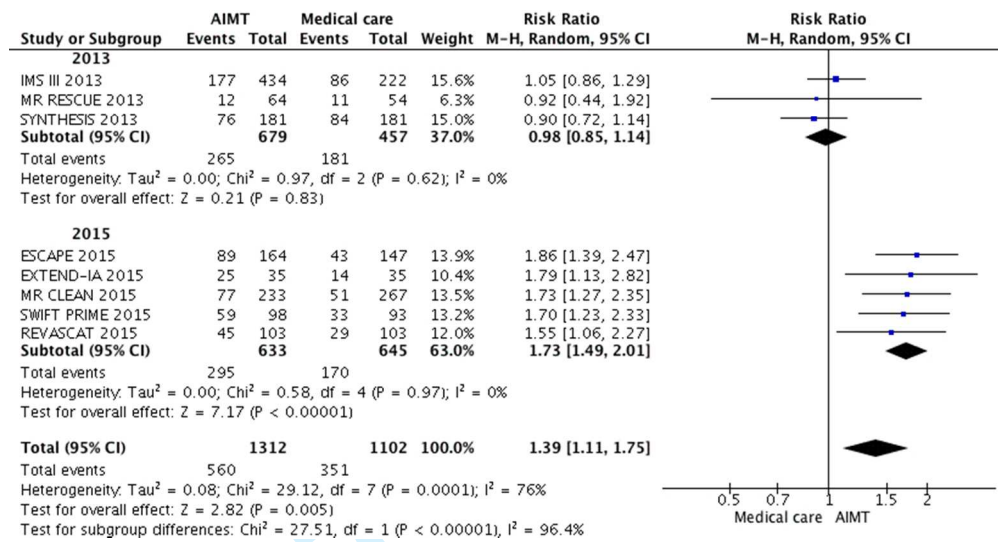 AIMT Medical care Risk Ratio Risk Ratio
Study or Subgroup Events Total Events Total Weight M-H, Random, 95% CI M-H, Random, 95% CI
2013
IMS III 2013 177 434 86 222 15.6% 1.05 [0.86, 1.29]
MR RESCUE 2013 12 64 11 54 6.3% 0.92 [0.44, 1.92]
SYNTHESIS 2013 76 181 84 181 15.0% 0.90 [0.72, 1.14]
Subtotal (95% CI) 679 457 37.0% 0.98 [0.85, 1.14]
Total events 265 181
Heterogeneity: Tau² = 0.00; Chi² = 0.97, df = 2 (P = 0.62); I² = 0%
Test for overall effect: Z = 0.21 (P = 0.83)
2015
ESCAPE 2015 89 164 43 147 13.9% 1.86 [1.39, 2.47]
EXTEND-IA 2015 25 35 14 35 10.4% 1.79 [1.13, 2.82]
MR CLEAN 2015 77 233 51 267 13.5% 1.73 [1.27, 2.35]
SWIFT PRIME 2015 59 98 33 93 13.2% 1.70 [1.23, 2.33]
REVASCAT 2015 45 103 29 103 12.0% 1.55 [1.06, 2.27]
Subtotal (95% CI) 633 645 63.0% 1.73 [1.49, 2.01]
Total events 295 170
Heterogeneity: Tau² = 0.00; Chi² = 0.58, df = 4 (P = 0.97); I² = 0%
Test for overall effect: Z = 7.17 (P < 0.00001)
Total (95% CI) 1312 1102 100.0% 1.39 [1.11, 1.75]
Total events 560 351
Heterogeneity: Tau² = 0.08; Chi² = 29.12, df = 7 (P = 0.0001); I² = 76%
Test for overall effect: Z = 2.82 (P = 0.005)
Test for subgroup differences: Chi² = 27.51, df = 1 (P < 0.00001), I² = 96.4%
0.5 0.7 1 1.5 2
Medical care AIMT